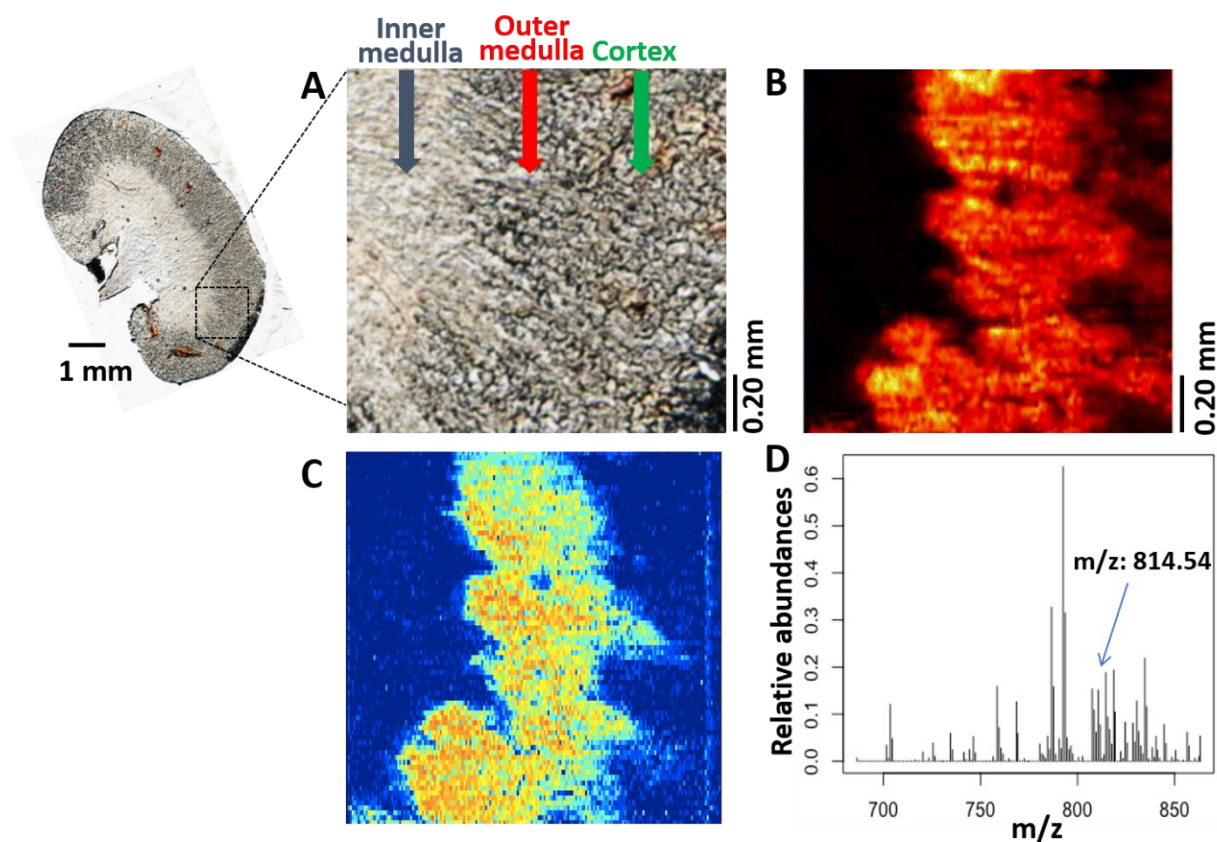 Inner
medulla
Outer
medulla
Cortex
A
B
1 mm
0.20 mm
0.20 mm
C
D
Relative abundances
0.6
0.5
0.4
0.3
0.2
0.1
0.0
m/z: 814.54
700
750
800
850
m/z